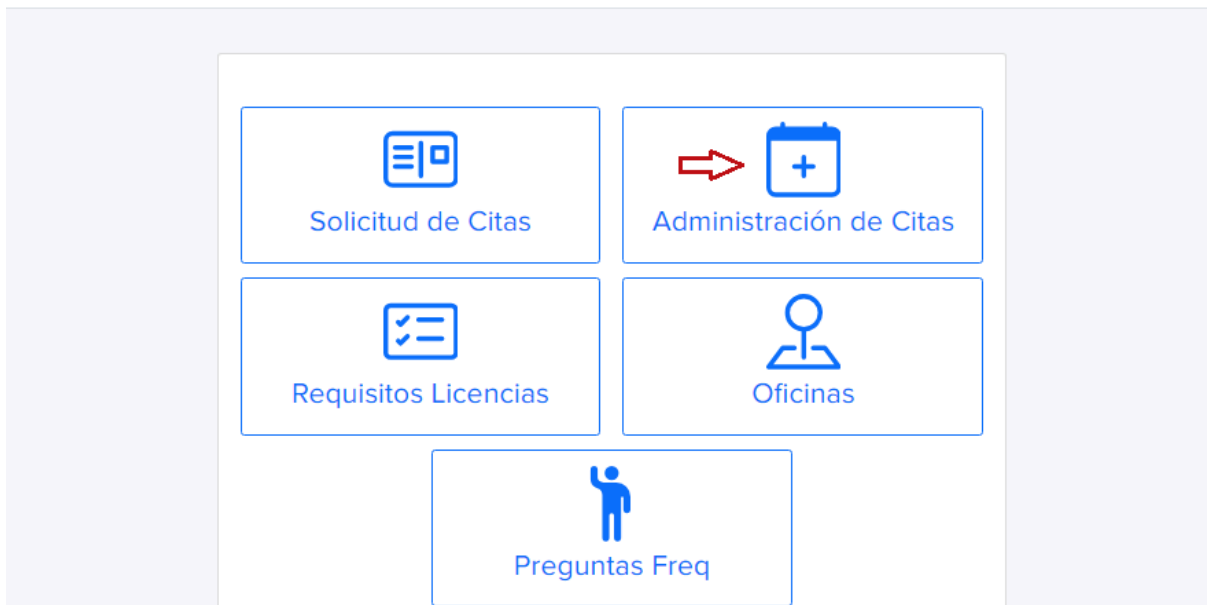 Solicitud de Citas
Administración de Citas
Requisitos Licencias
Oficinas
Preguntas Freq